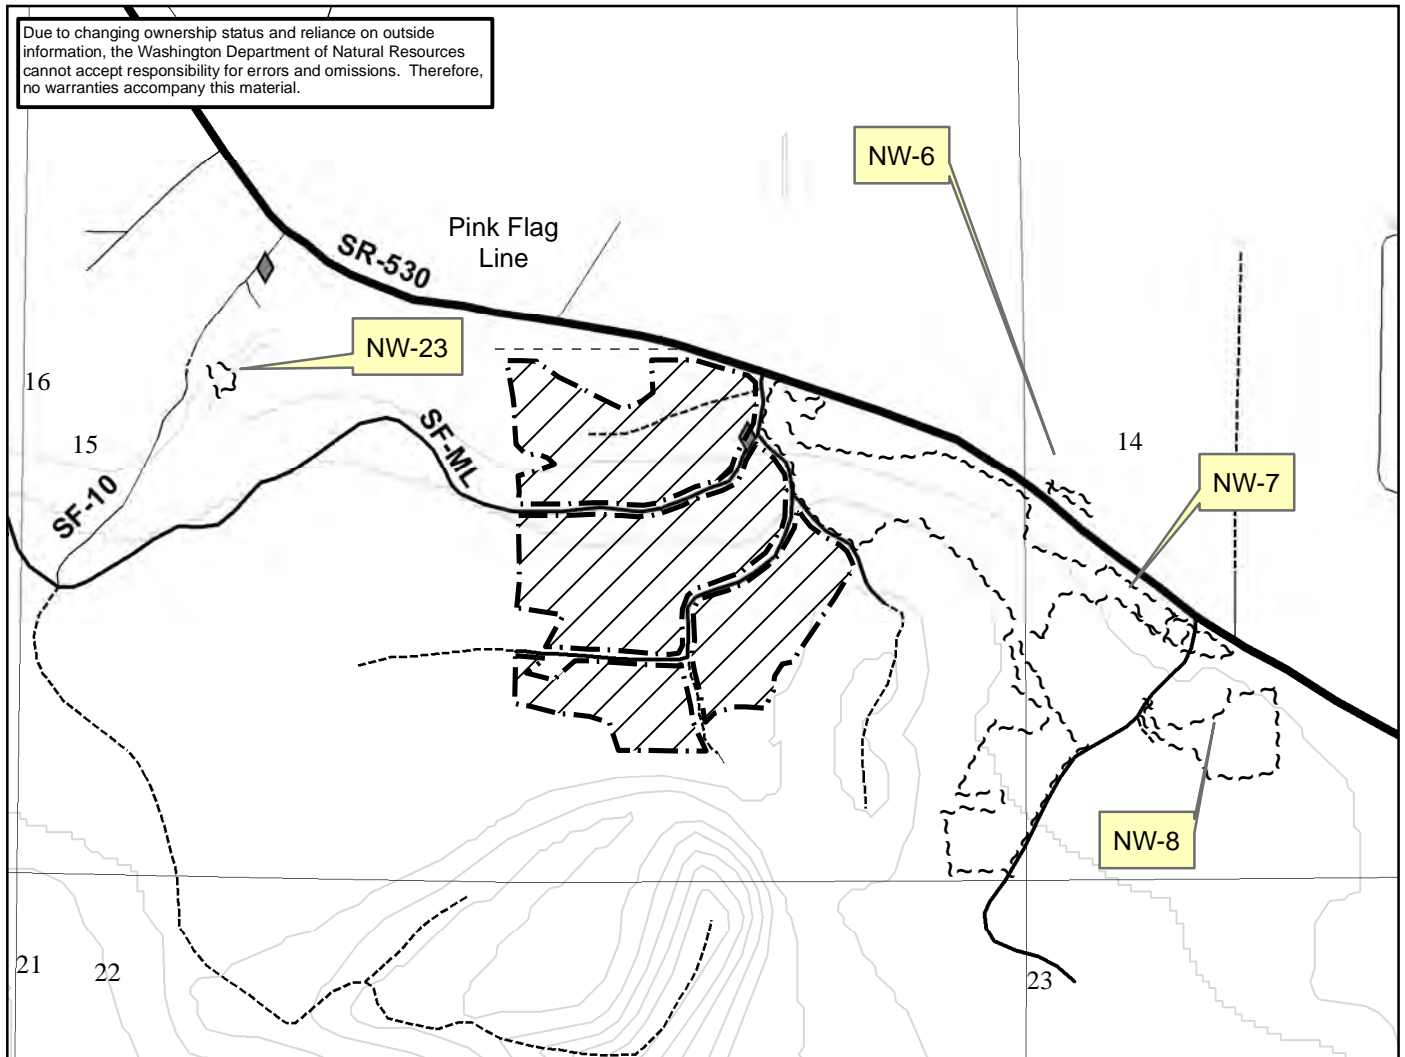 Due to changing ownership status and reliance on outside
information, the Washington Department of Natural Resources
cannot accept responsibility for errors and omissions.  Therefore,
no warranties accompany this material.
NW-6
Pink Flag
Line
SR-530
NW-23
16
SF-ML
15
14
NW-7
SF-10
NW-8
21
22
23